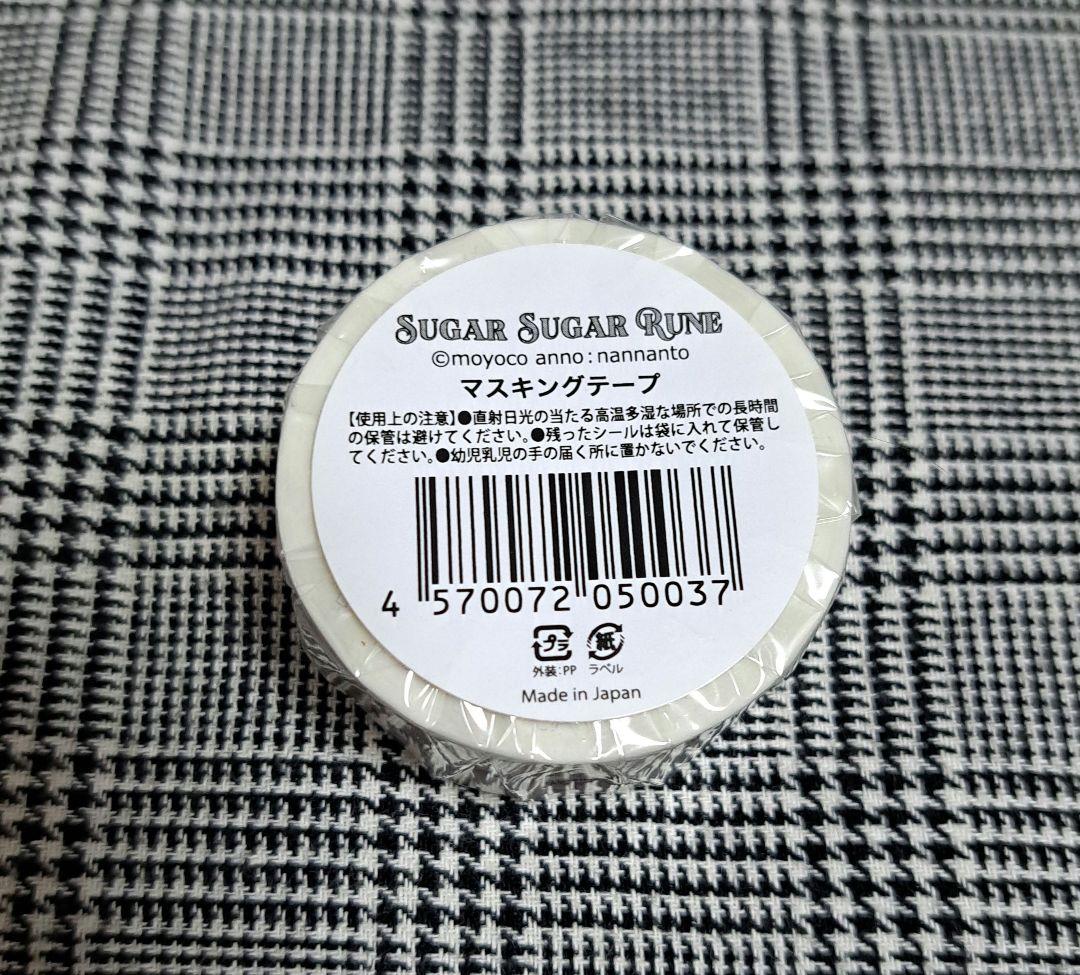 SUGAR SUGAR RUNE
©moyoco anno : nannanto
マスキングテープ
【使用上の注意】●直射日光の当たる高温多湿な場所での長時間
の保管は避けてください。●残ったシールは袋に入れて保管し
てください。●幼児乳児の手の届く所に置かないでください。
4 570072 050037
プラ 紙
外装:PP ラベル
Made in Japan